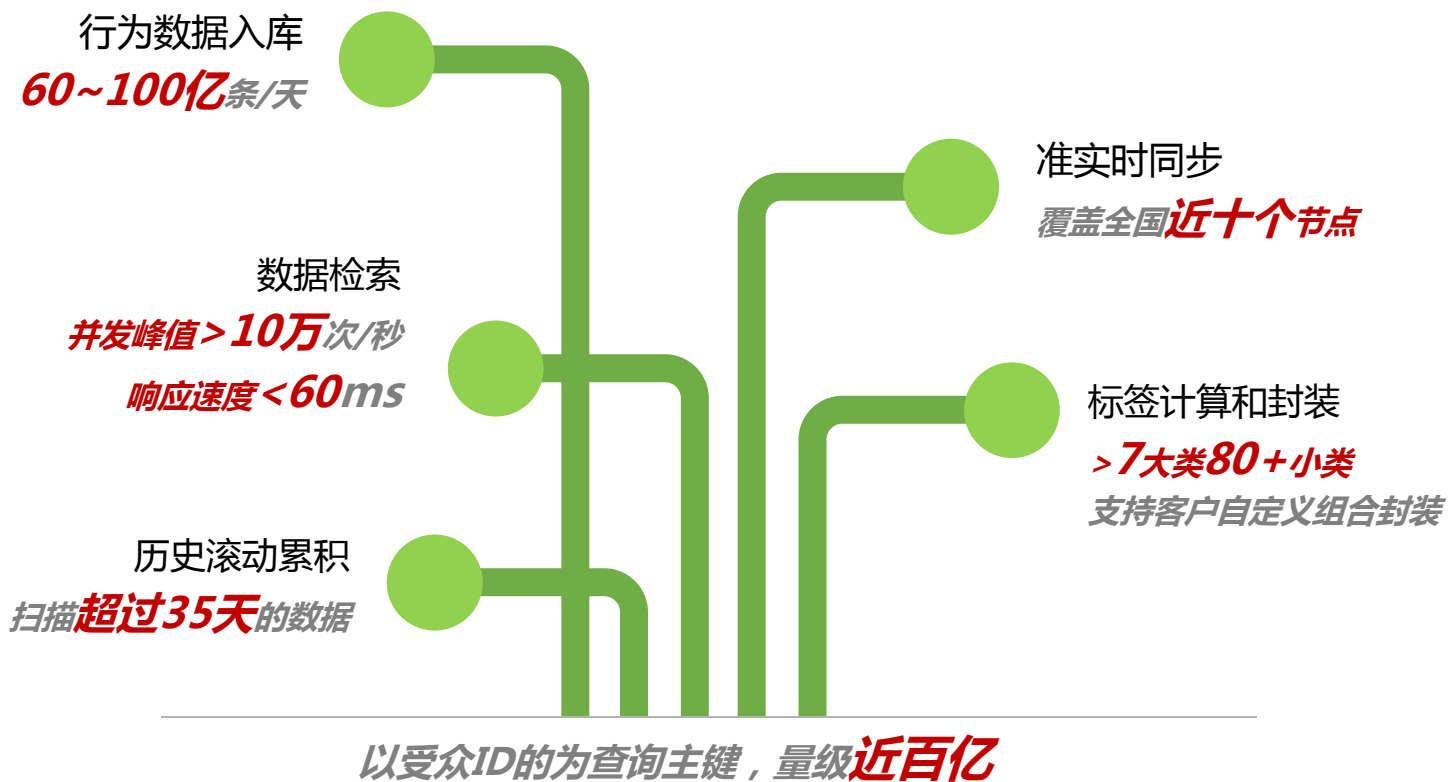 行为数据入库
60~100亿条/天
准实时同步
覆盖全国近十个节点
数据检索
并发峰值>10万次/秒
响应速度<60ms
标签计算和封装
>7大类80+小类
支持客户自定义组合封装
历史滚动累积
扫描超过35天的数据
以受众ID的为查询主键，量级近百亿